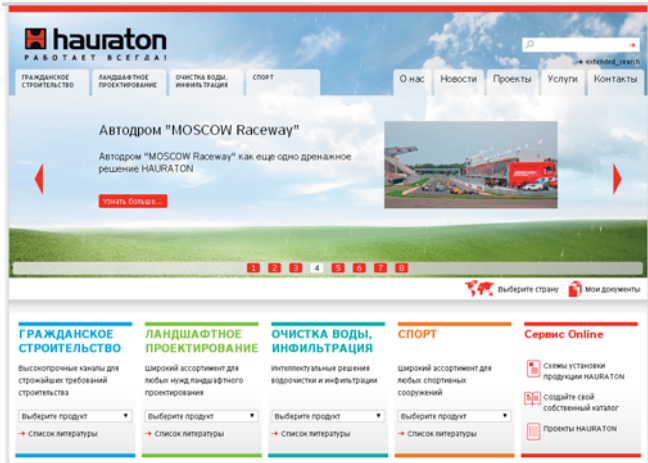 hauraton
РАБОТАЕТ ВСЕГДА!
extended_search
ГРАЖДАНСКОЕ
СТРОИТЕЛЬСТВО
ЛАНДШАФТНОЕ
ПРОЕКТИРОВАНИЕ
ОЧИСТКА ВОДЫ,
ИНФИЛЬТРАЦИЯ
СПОРТ
О нас
Новости
Проекты
Услуги
Контакты
Автодром "MOSCOW Raceway"
Автодром "MOSCOW Raceway" как еще одно дренажное
решение HAURATON
Узнать больше...
1 2 3 4 5 6 7 8
Выберите страну
Мои документы
ГРАЖДАНСКОЕ
СТРОИТЕЛЬСТВО
Высокопрочные каналы для
строжайших требований
строительства
Выберите продукт
Список литературы
ЛАНДШАФТНОЕ
ПРОЕКТИРОВАНИЕ
Широкий ассортимент для
любых нужд ландшафтного
проектирования
Выберите продукт
Список литературы
ОЧИСТКА ВОДЫ,
ИНФИЛЬТРАЦИЯ
Интеллектуальные решения
водоочистки и инфильтрации
Выберите продукт
Список литературы
СПОРТ
Широкий ассортимент для
любых спортивных
сооружений
Выберите продукт
Список литературы
Сервис Online
Схемы установки
продукции HAURATON
Создайте свой
собственный каталог
Проекты HAURATON